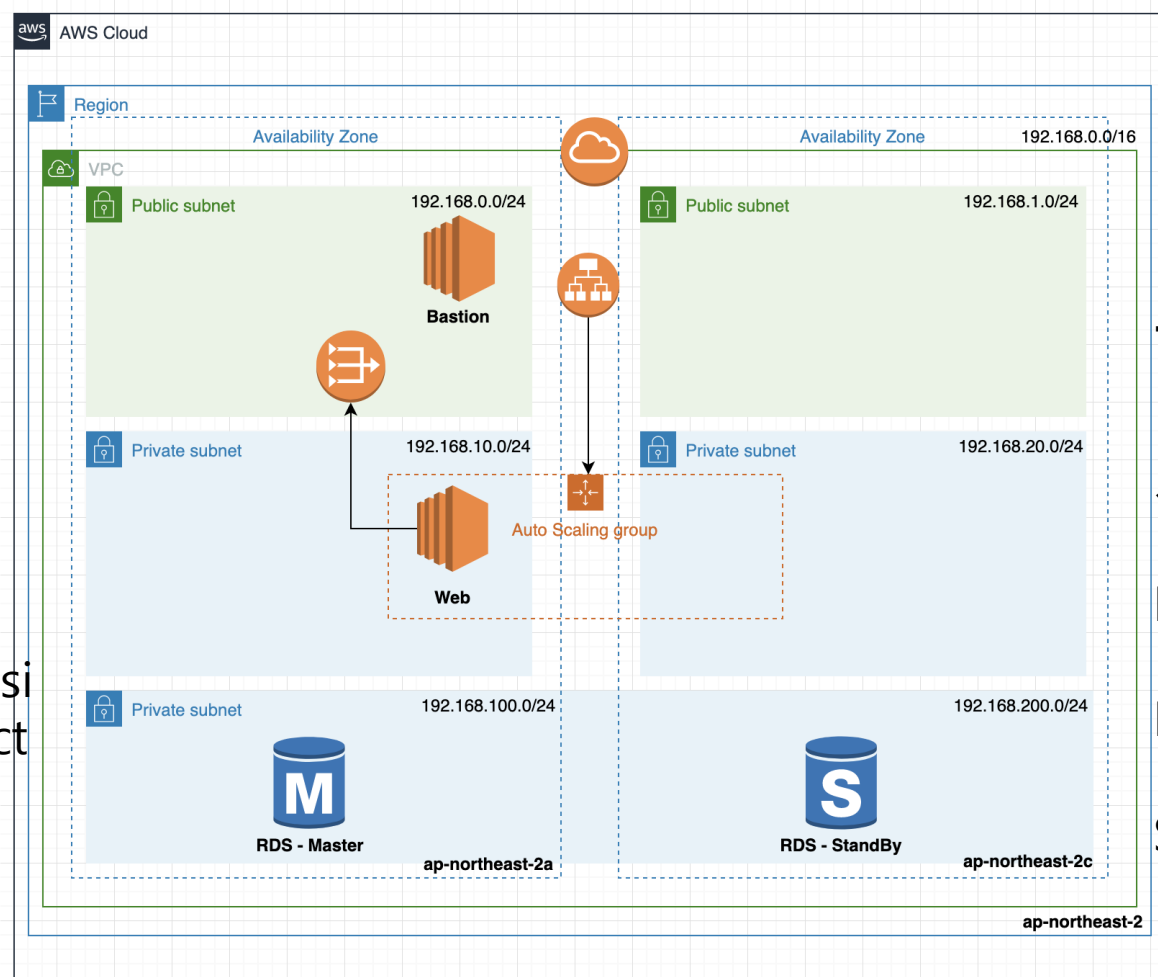 aws AWS Cloud
Region
Availability Zone
Availability Zone
192.168.0.0/16
VPC
Public subnet
192.168.0.0/24
Public subnet
192.168.1.0/24
Bastion
Private subnet
192.168.10.0/24
Private subnet
192.168.20.0/24
Auto Scaling group
Web
si
ct
Private subnet
192.168.100.0/24
192.168.200.0/24
M
S
RDS - Master
RDS - StandBy
ap-northeast-2a
ap-northeast-2c
ap-northeast-2